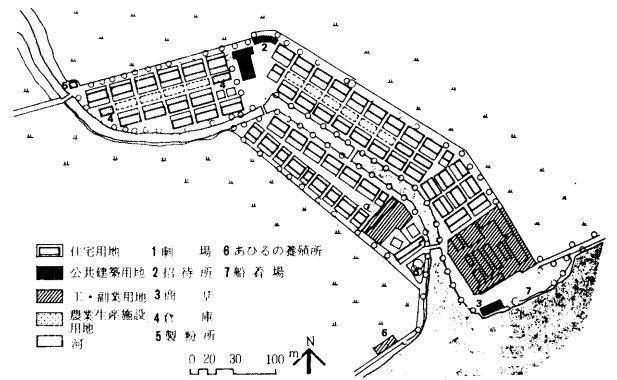 2
4
4
3
7
6
住宅用地 1 劇場 6 あひるの養殖所
公共建築用地 2 招待所 7 船着場
工・副業用地 3 商店
農業生産施設用地 4 倉庫
河 5 製粉所
0 20 30 100 m
N